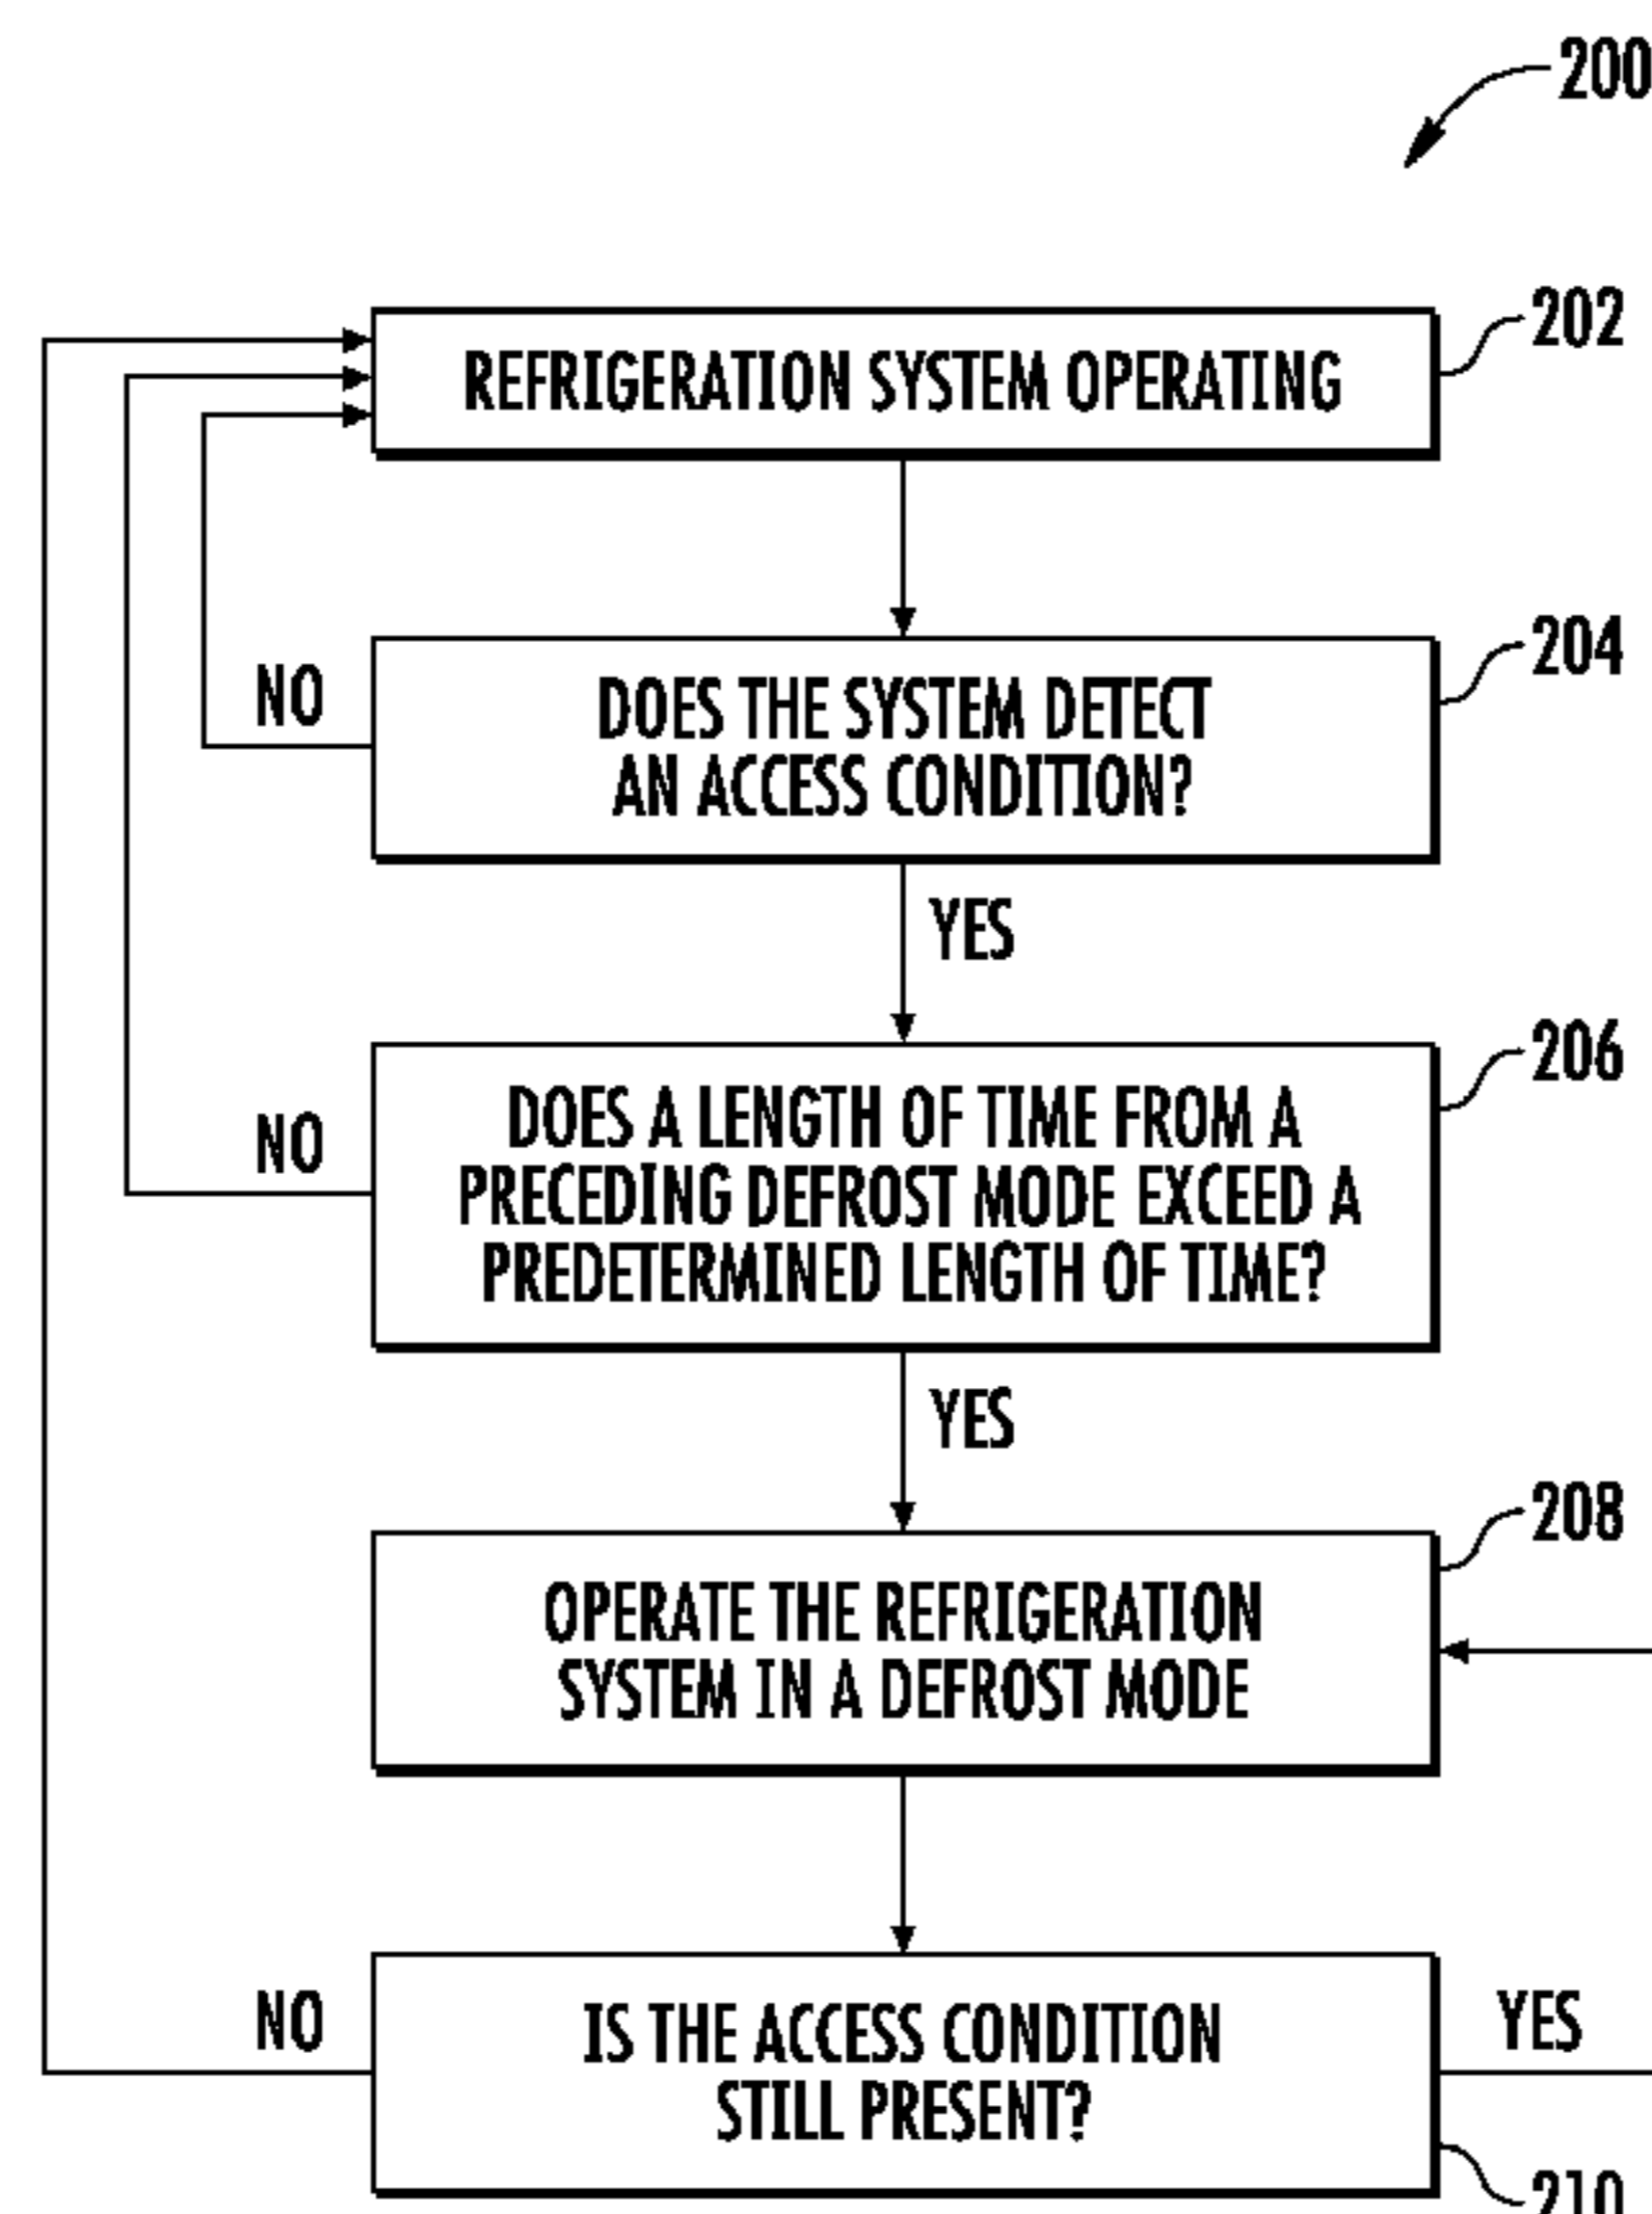 200
REFRIGERATION SYSTEM OPERATING
202
DOES THE SYSTEM DETECT
AN ACCESS CONDITION?
204
NO
YES
DOES A LENGTH OF TIME FROM A
PRECEDING DEFROST MODE EXCEED A
PREDETERMINED LENGTH OF TIME?
206
NO
YES
OPERATE THE REFRIGERATION
SYSTEM IN A DEFROST MODE
208
IS THE ACCESS CONDITION
STILL PRESENT?
NO
YES
210